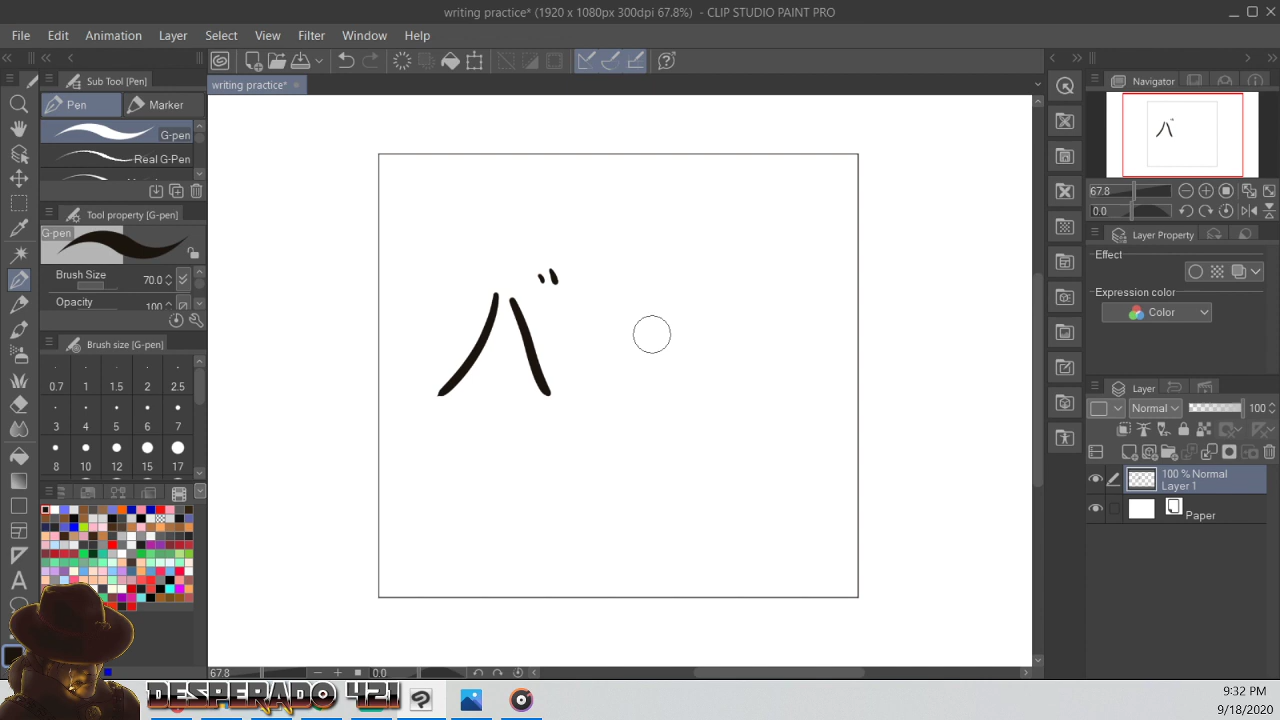 writing practice* (1920 x 1080px 300dpi 67.8%) - CLIP STUDIO PAINT PRO
File Edit Animation Layer Select View Filter Window Help
Sub Tool [Pen]
writing practice*
Navigator
Pen Marker
G-pen
Real G-Pen
67.8
0.0
Tool property [G-pen]
G-pen
Brush Size 70.0
Opacity 100
Layer Property
Effect
Expression color
Color
Brush size [G-pen]
0.7 1 1.5 2 2.5
3 4 5 6 7
8 10 12 15 17
バ
Layer
Normal 100
100 % Normal
Layer 1
Paper
A
67.8 0.0
DESPERADO 421
9:32 PM
9/18/2020